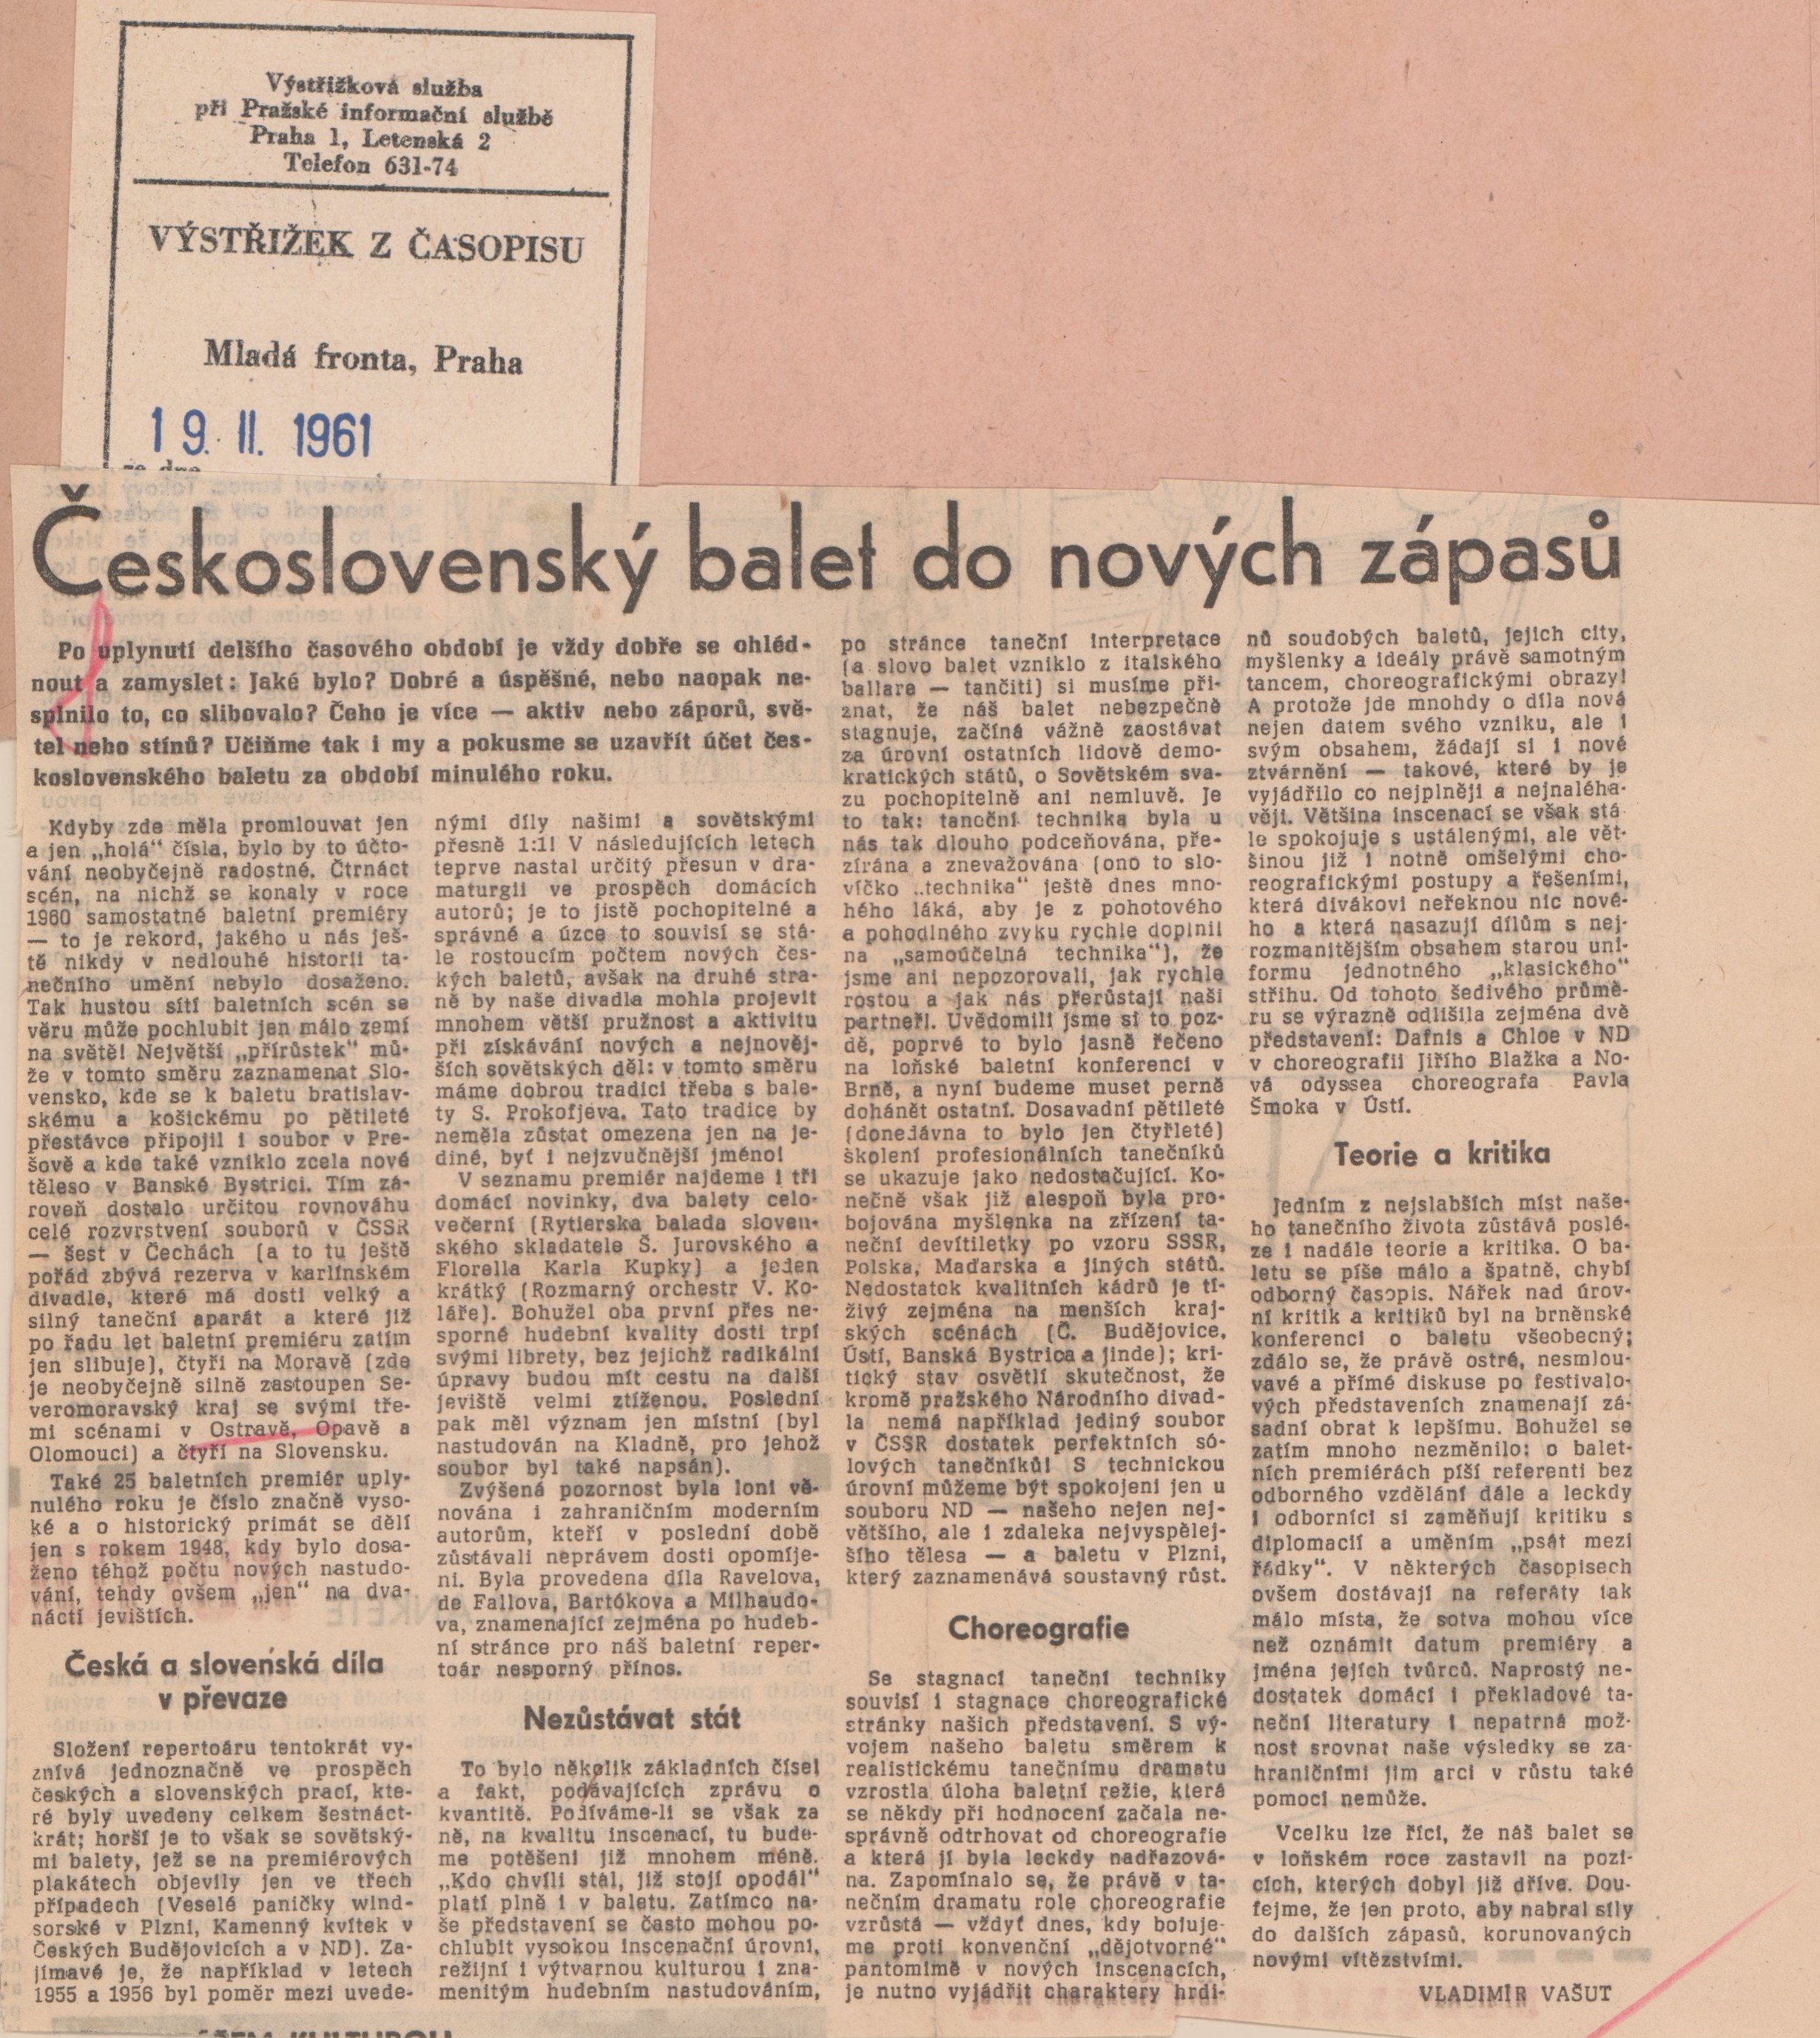 Výstřižková služba
při Pražské informační službě
Praha 1, Letenská 2
Telefon 631-74
VÝSTŘIŽEK Z ČASOPISU
Mladá fronta, Praha
19. II. 1961
ze dne
Československý balet do nových zápasů
Po uplynutí delšího časového období je vždy dobře se ohléd-
nout a zamyslet: Jaké bylo? Dobré a úspěšné, nebo naopak ne-
splnilo to, co slibovalo? Čeho je více — aktiv nebo záporů, svě-
tel nebo stínů? Učiňme tak i my a pokusme se uzavřít účet čes-
koslovenského baletu za období minulého roku.
Kdyby zde měla promlouvat jen
a jen „holá“ čísla, bylo by to účto-
vání neobyčejně radostné. Čtrnáct
scén, na nichž se konaly v roce
1960 samostatné baletní premiéry
— to je rekord, jakého u nás ješ-
tě nikdy v nedlouhé historii ta-
nečního umění nebylo dosaženo.
Tak hustou sítí baletních scén se
věru může pochlubit jen málo zemí
na světě! Největší „přírůstek“ mů-
že v tomto směru zaznamenat Slo-
vensko, kde se k baletu bratislav-
skému a košickému po pětileté
přestávce připojil i soubor v Pre-
šově a kde také vzniklo zcela nové
těleso v Banské Bystrici. Tím zá-
roveň dostalo určitou rovnováhu
celé rozvrstvení souborů v ČSSR
— šest v Čechách (a to tu ještě
pořád zbývá rezerva v karlínském
divadle, které má dosti velký a
silný taneční aparát a které již
po řadu let baletní premiéru zatím
jen slibuje), čtyři na Moravě (zde
je neobyčejně silně zastoupen Se-
veromoravský kraj se svými tře-
mi scénami v Ostravě, Opavě a
Olomouci) a čtyři na Slovensku.
Také 25 baletních premiér uply-
nulého roku je číslo značně vyso-
ké a o historický primát se dělí
jen s rokem 1948, kdy bylo dosa-
ženo téhož počtu nových nastudo-
vání, tehdy ovšem „jen“ na dva-
nácti jevištích.
Česká a slovenská díla
v převaze
Složení repertoáru tentokrát vy-
znívá jednoznačně ve prospěch
českých a slovenských prací, kte-
ré byly uvedeny celkem šestnáct-
krát; horší je to však se sovětský-
mi balety, jež se na premiérových
plakátech objevily jen ve třech
případech (Veselé paničky wind-
sorské v Plzni, Kamenný kvítek v
Českých Budějovicích a v ND). Za-
jímavé je, že například v letech
1955 a 1956 byl poměr mezi uvede-
nými díly našimi a sovětskými
přesně 1:1! V následujících letech
teprve nastal určitý přesun v dra-
maturgii ve prospěch domácích
autorů; je to jistě pochopitelné a
správné a úzce to souvisí se stá-
le rostoucím počtem nových čes-
kých baletů, avšak na druhé stra-
ně by naše divadla mohla projevit
mnohem větší pružnost a aktivitu
při získávání nových a nejnověj-
ších sovětských děl: v tomto směru
máme dobrou tradici třeba s bale-
ty S. Prokofjeva. Tato tradice by
neměla zůstat omezena jen na je-
diné, byť i nejzvučnější jméno!
V seznamu premiér najdeme i tři
domácí novinky, dva balety celo-
večerní (Rytierska balada sloven-
ského skladatele Š. Jurovského a
Florella Karla Kupky) a jeden
krátký (Rozmarný orchestr V. Ko-
láře). Bohužel oba první přes ne-
sporné hudební kvality dosti trpí
svými librety, bez jejichž radikální
úpravy budou mít cestu na další
jeviště velmi ztíženou. Poslední
pak měl význam jen místní (byl
nastudován na Kladně, pro jehož
soubor byl také napsán).
Zvýšená pozornost byla loni vě-
nována i zahraničním moderním
autorům, kteří v poslední době
zůstávali neprávem dosti opomíje-
ni. Byla provedena díla Ravelova,
de Fallova, Bartókova a Milhaudo-
va, znamenající zejména po hudeb-
ní stránce pro náš baletní reper-
toár nesporný přínos.
Nezůstávat stát
To bylo několik základních čísel
a fakt, podávajících zprávu o
kvantitě. Podíváme-li se však za
ně, na kvalitu inscenací, tu bude-
me potěšeni již mnohem méně.
„Kdo chvíli stál, již stojí opodál“
platí plně i v baletu. Zatímco na-
še představení se často mohou po-
chlubit vysokou inscenační úrovní,
režijní i výtvarnou kulturou i zna-
menitým hudebním nastudováním,
po stránce taneční interpretace
(a slovo balet vzniklo z italského
ballare — tančiti) si musíme při-
znat, že náš balet nebezpečně
stagnuje, začíná vážně zaostávat
za úrovní ostatních lidově demo-
kratických států, o Sovětském sva-
zu pochopitelně ani nemluvě. Je
to tak: taneční technika byla u
nás tak dlouho podceňována, pře-
zírána a znevažována (ono to slo-
víčko „technika“ ještě dnes mno-
hého láká, aby je z pohotového
a pohodlného zvyku rychle doplnil
na „samoúčelná technika“), že
jsme ani nepozorovali, jak rychle
rostou a jak nás přerůstají naši
partneři. Uvědomili jsme si to poz-
dě, poprvé to bylo jasně řečeno
na loňské baletní konferenci v
Brně, a nyní budeme muset perně
dohánět ostatní. Dosavadní pětileté
(donedávna to bylo jen čtyřleté)
školení profesionálních tanečníků
se ukazuje jako nedostačující. Ko-
nečně však již alespoň byla pro-
bojována myšlenka na zřízení ta-
neční devítiletky po vzoru SSSR,
Polska, Maďarska a jiných států.
Nedostatek kvalitních kádrů je tí-
živý zejména na menších kraj-
ských scénách (Č. Budějovice,
Ústí, Banská Bystrica a jinde); kri-
tický stav osvětlí skutečnost, že
kromě pražského Národního divad-
la nemá například jediný soubor
v ČSSR dostatek perfektních só-
lových tanečníků! S technickou
úrovní můžeme být spokojeni jen u
souboru ND — našeho nejen nej-
většího, ale i zdaleka nejvyspělej-
šího tělesa — a baletu v Plzni,
který zaznamenává soustavný růst.
Choreografie
Se stagnací taneční techniky
souvisí i stagnace choreografické
stránky našich představení. S vý-
vojem našeho baletu směrem k
realistickému tanečnímu dramatu
vzrostla úloha baletní režie, která
se někdy při hodnocení začala ne-
správně odtrhovat od choreografie
a která jí byla leckdy nadřazová-
na. Zapomínalo se, že právě v ta-
nečním dramatu role choreografie
vzrůstá — vždyť dnes, kdy bojuje-
me proti konvenční „dějotvorné“
pantomimě v nových inscenacích,
je nutno vyjádřit charaktery hrdi-
nů soudobých baletů, jejich city,
myšlenky a ideály právě samotným
tancem, choreografickými obrazy!
A protože jde mnohdy o díla nová
nejen datem svého vzniku, ale i
svým obsahem, žádají si i nové
ztvárnění — takové, které by je
vyjádřilo co nejplněji a nejnaléha-
věji. Většina inscenací se však stá
le spokojuje s ustálenými, ale vět-
šinou již i notně omšelými cho-
reografickými postupy a řešeními,
která divákovi neřeknou nic nové-
ho a která nasazují dílům s nej-
rozmanitějším obsahem starou uni-
formu jednotného „klasického“
střihu. Od tohoto šedivého průmě-
ru se výrazně odlišila zejména dvě
představení: Dafnis a Chloe v ND
v choreografii Jiřího Blažka a No-
vá odyssea choreografa Pavla
Šmoka v Ústí.
Teorie a kritika
Jedním z nejslabších míst naše-
ho tanečního života zůstává poslé-
ze i nadále teorie a kritika. O ba-
letu se píše málo a špatně, chybí
odborný časopis. Nářek nad úrov-
ní kritik a kritiků byl na brněnské
konferenci o baletu všeobecný;
zdálo se, že právě ostré, nesmlou-
vavé a přímé diskuse po festivalo-
vých představeních znamenají zá-
sadní obrat k lepšímu. Bohužel se
zatím mnoho nezměnilo: o balet-
ních premiérách píší referenti bez
odborného vzdělání dále a leckdy
i odborníci si zaměňují kritiku s
diplomacií a uměním „psát mezi
řádky“. V některých časopisech
ovšem dostávají na referáty tak
málo místa, že sotva mohou více
než oznámit datum premiéry a
jména jejích tvůrců. Naprostý ne-
dostatek domácí i překladové ta-
neční literatury i nepatrná mož-
nost srovnat naše výsledky se za-
hraničními jim arci v růstu také
pomoci nemůže.
Vcelku lze říci, že náš balet se
v loňském roce zastavil na pozi-
cích, kterých dobyl již dříve. Dou-
fejme, že jen proto, aby nabral síly
do dalších zápasů, korunovaných
novými vítězstvími.
VLADIMÍR VAŠUT